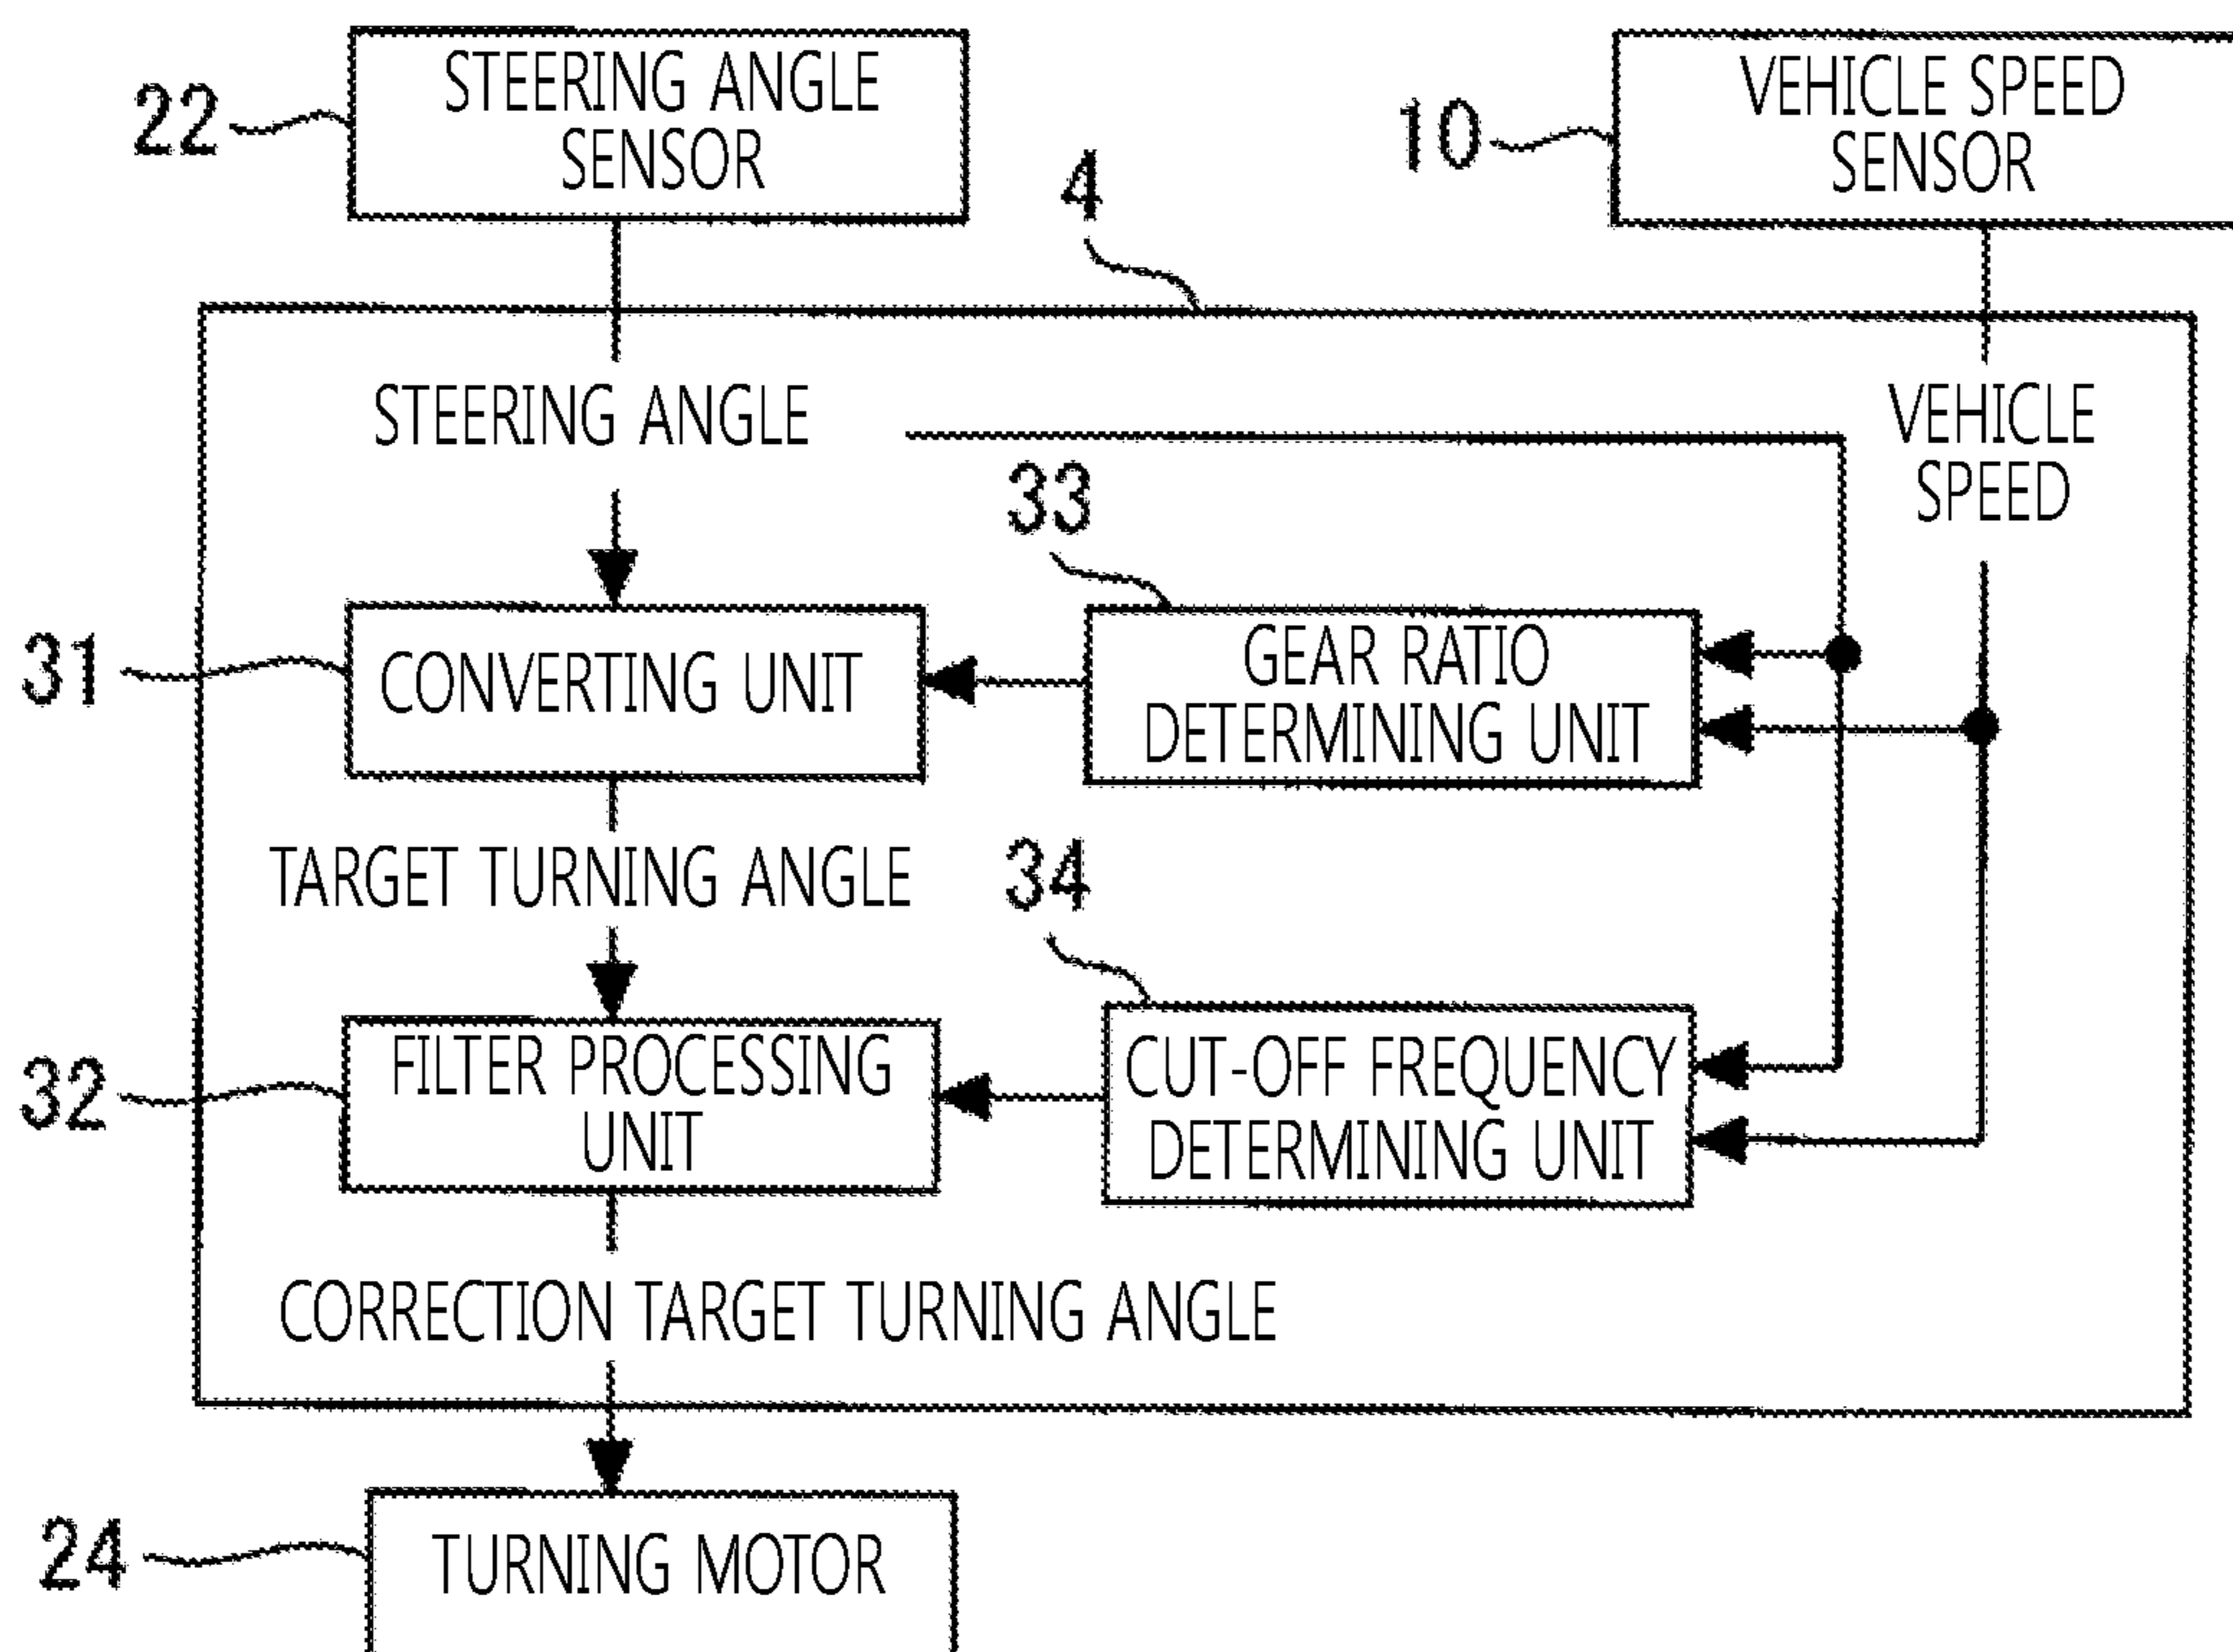 STEERING ANGLE
SENSOR
22
VEHICLE SPEED
SENSOR
10
4
STEERING ANGLE
VEHICLE
SPEED
33
31
CONVERTING UNIT
GEAR RATIO
DETERMINING UNIT
TARGET TURNING ANGLE
34
32
FILTER PROCESSING
UNIT
CUT-OFF FREQUENCY
DETERMINING UNIT
CORRECTION TARGET TURNING ANGLE
24
TURNING MOTOR